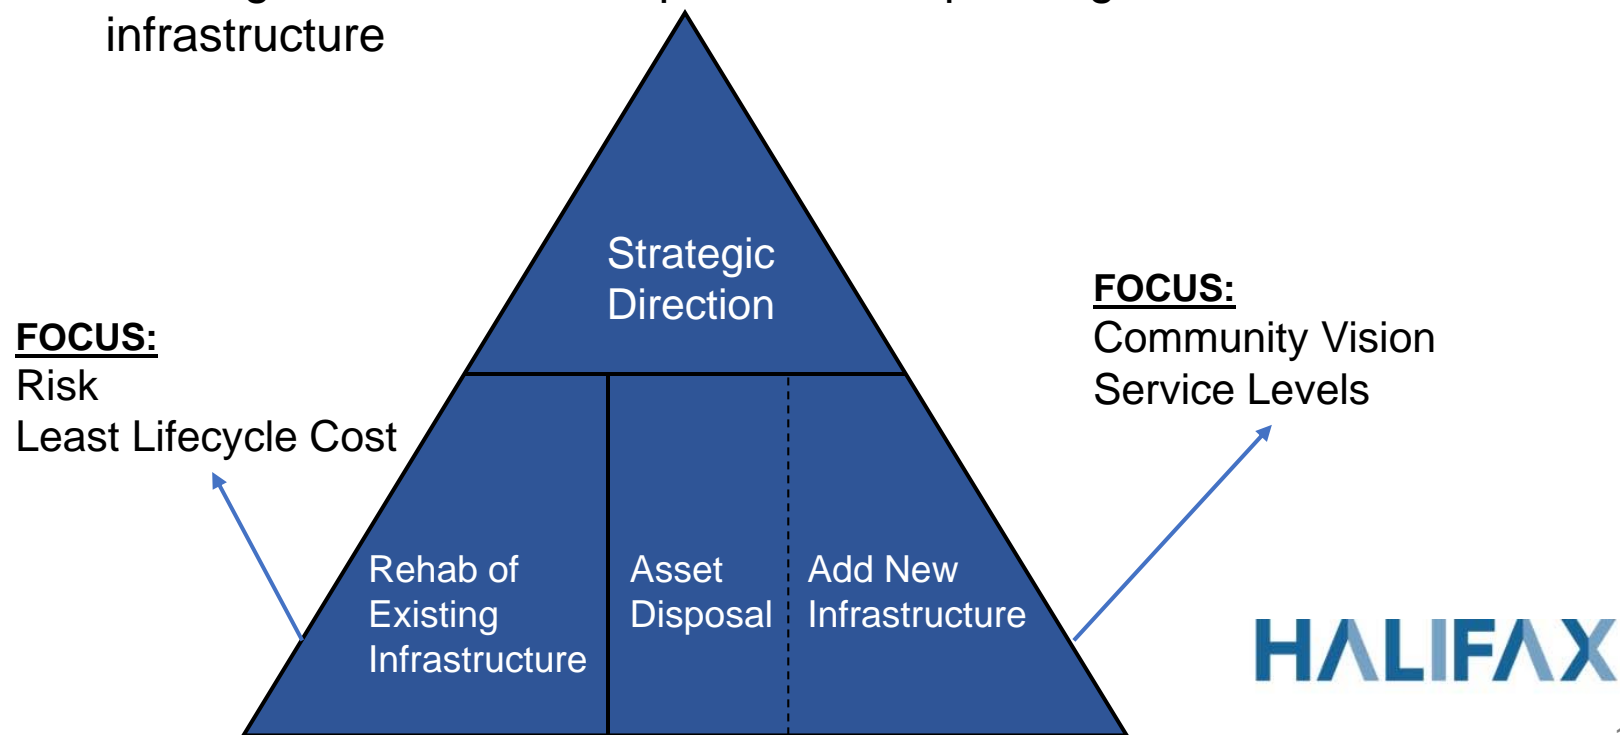 infrastructure
Strategic
Direction
FOCUS:
Risk
Least Lifecycle Cost
FOCUS:
Community Vision
Service Levels
Rehab of
Existing
Infrastructure
Asset
Disposal
Add New
Infrastructure
HALIFAX